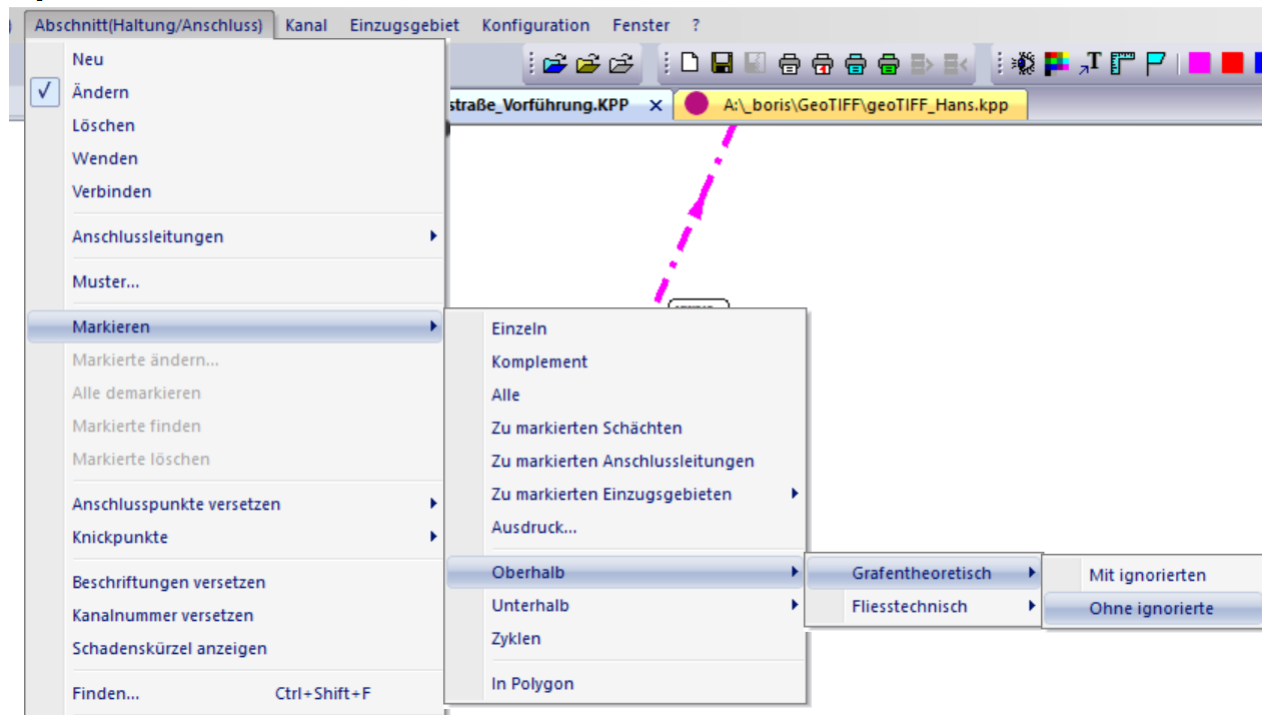 Abschnitt(Haltung/Anschluss) Kanal Einzugsgebiet Konfiguration Fenster ?
Neu
Ändern
straße_Vorführung.KPP x A:\_boris\GeoTIFF\geoTIFF_Hans.kpp
Löschen
Wenden
Verbinden
Anschlussleitungen
Muster...
Markieren
Markierte ändern...
Alle demarkieren
Markierte finden
Markierte löschen
Anschlusspunkte versetzen
Knickpunkte
Beschriftungen versetzen
Kanalnummer versetzen
Schadenskürzel anzeigen
Finden... Ctrl+Shift+F
Einzeln
Komplement
Alle
Zu markierten Schächten
Zu markierten Anschlussleitungen
Zu markierten Einzugsgebieten
Ausdruck...
Oberhalb
Unterhalb
Zyklen
In Polygon
Grafentheoretisch
Fliesstechnisch
Mit ignorierten
Ohne ignorierte